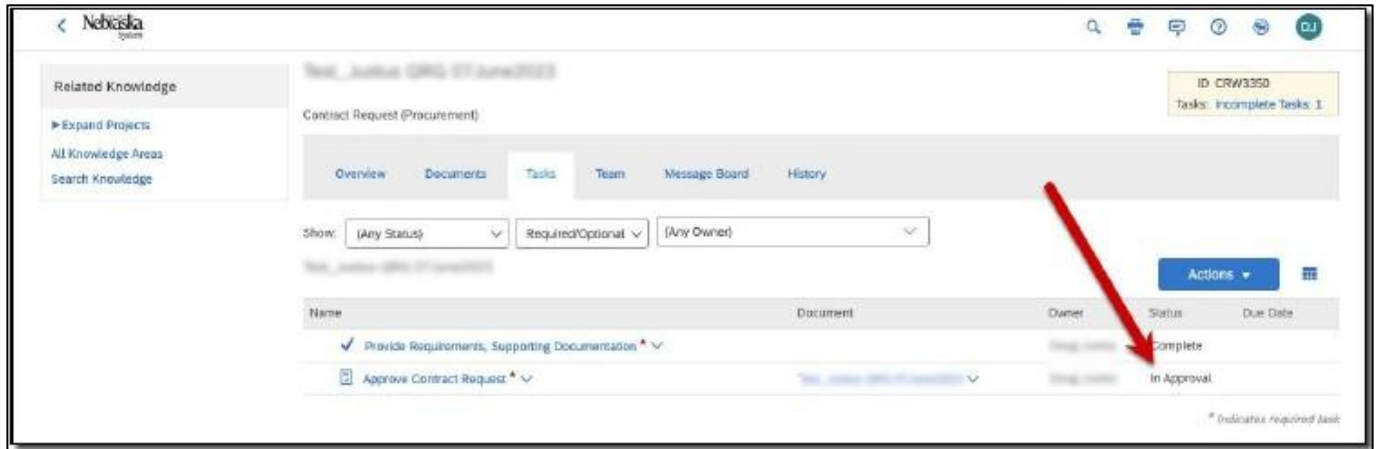 Nebraska
System
DJ
Related Knowledge
Expand Projects
All Knowledge Areas
Search Knowledge
Contract Request (Procurement)
ID CRW3350
Tasks: Incomplete Tasks: 1
Overview Documents Tasks Team Message Board History
Show: (Any Status) Required/Optional (Any Owner)
Actions
Name Document Owner Status Due Date
Provide Requirements, Supporting Documentation * Complete
Approve Contract Request * In Approval
* Indicates required task